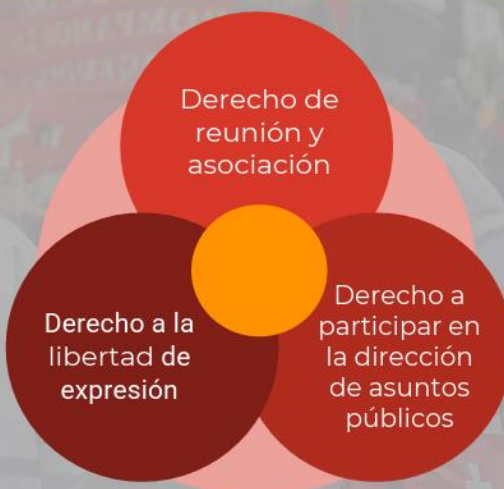 Derecho de
reunión y
asociación
Derecho a la
libertad de
expresión
Derecho a
participar en
la dirección
de asuntos
públicos